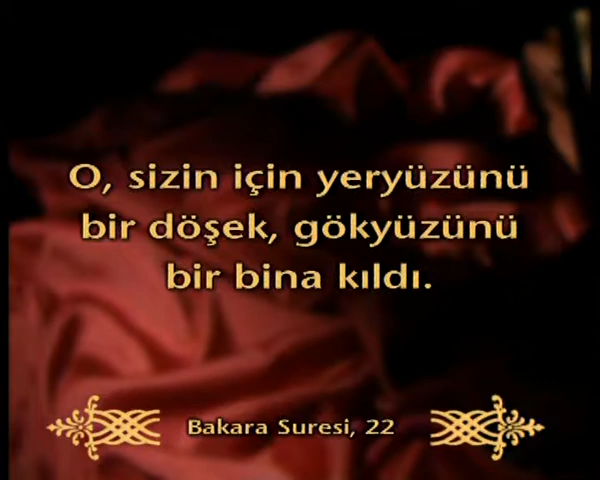 O, sizin için yeryüzünü
bir döşek, gökyüzünü
bir bina kıldı.
Bakara Suresi, 22